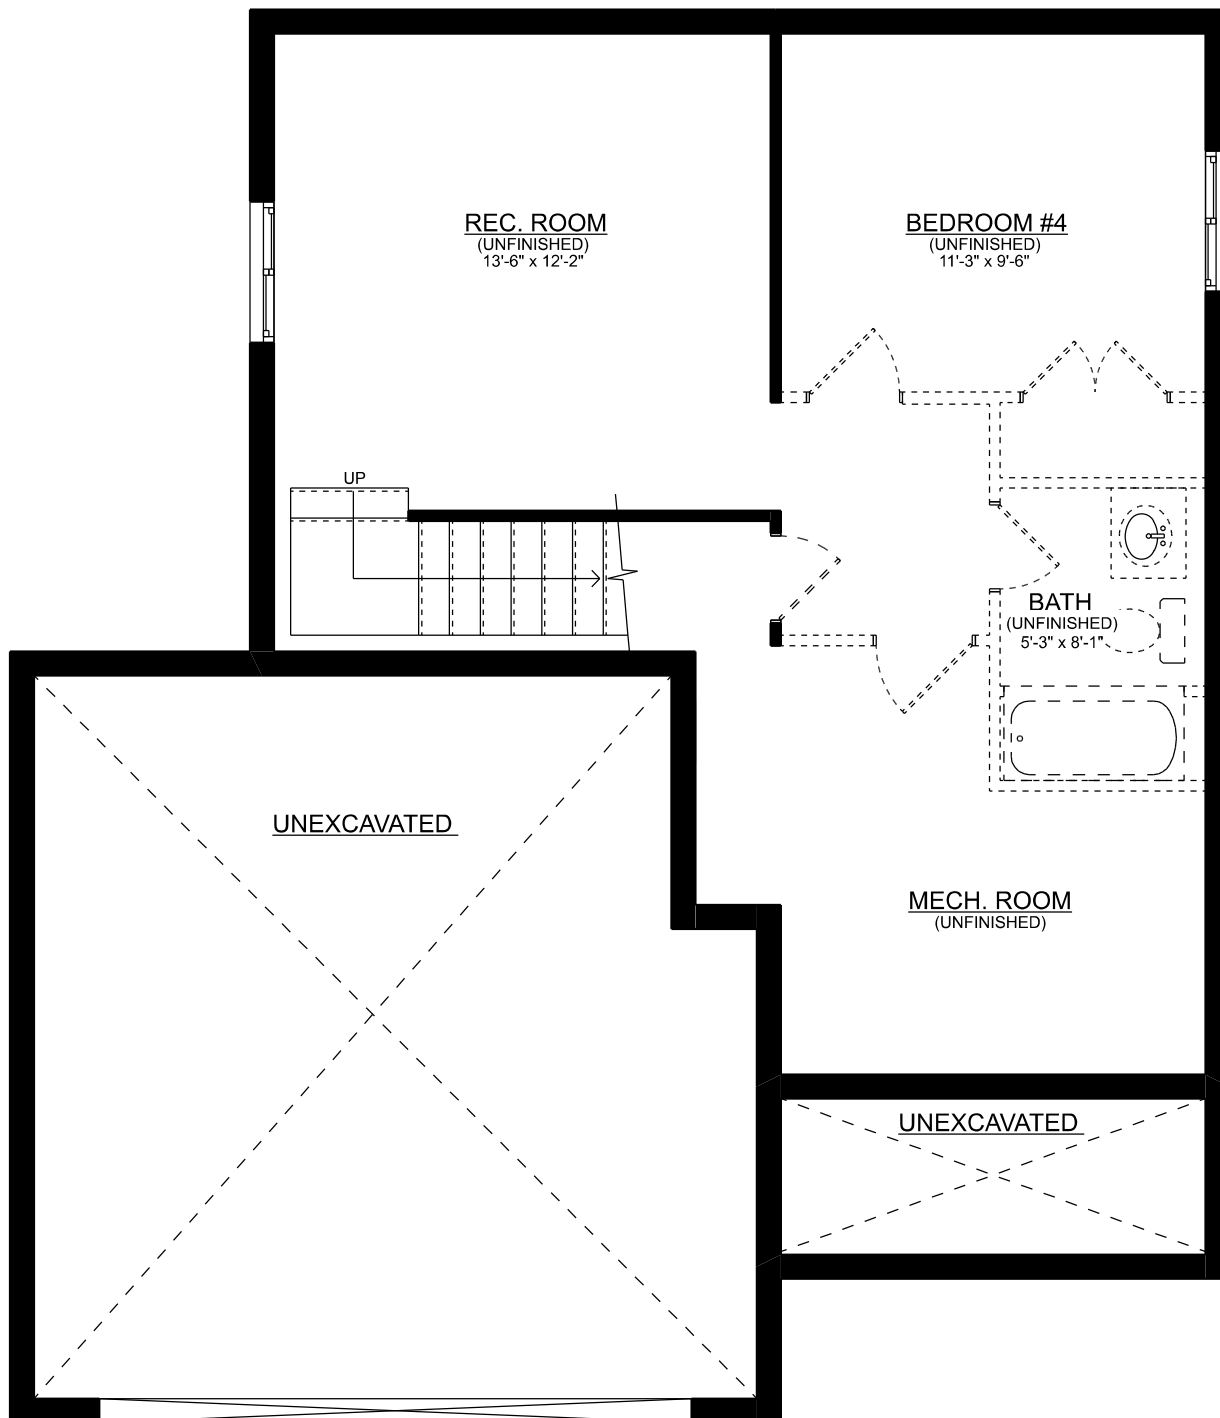 REC. ROOM
(UNFINISHED)
13'-6" x 12'-2"
BEDROOM #4
(UNFINISHED)
11'-3" x 9'-6"
UP
BATH
(UNFINISHED)
5'-3" x 8'-1"
UNEXCAVATED
MECH. ROOM
(UNFINISHED)
UNEXCAVATED